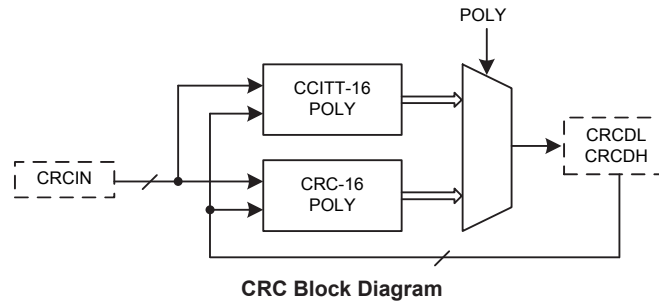 POLY
CCITT-16
POLY
CRCIN
CRC-16
POLY
CRCDL
CRCDH
CRC Block Diagram